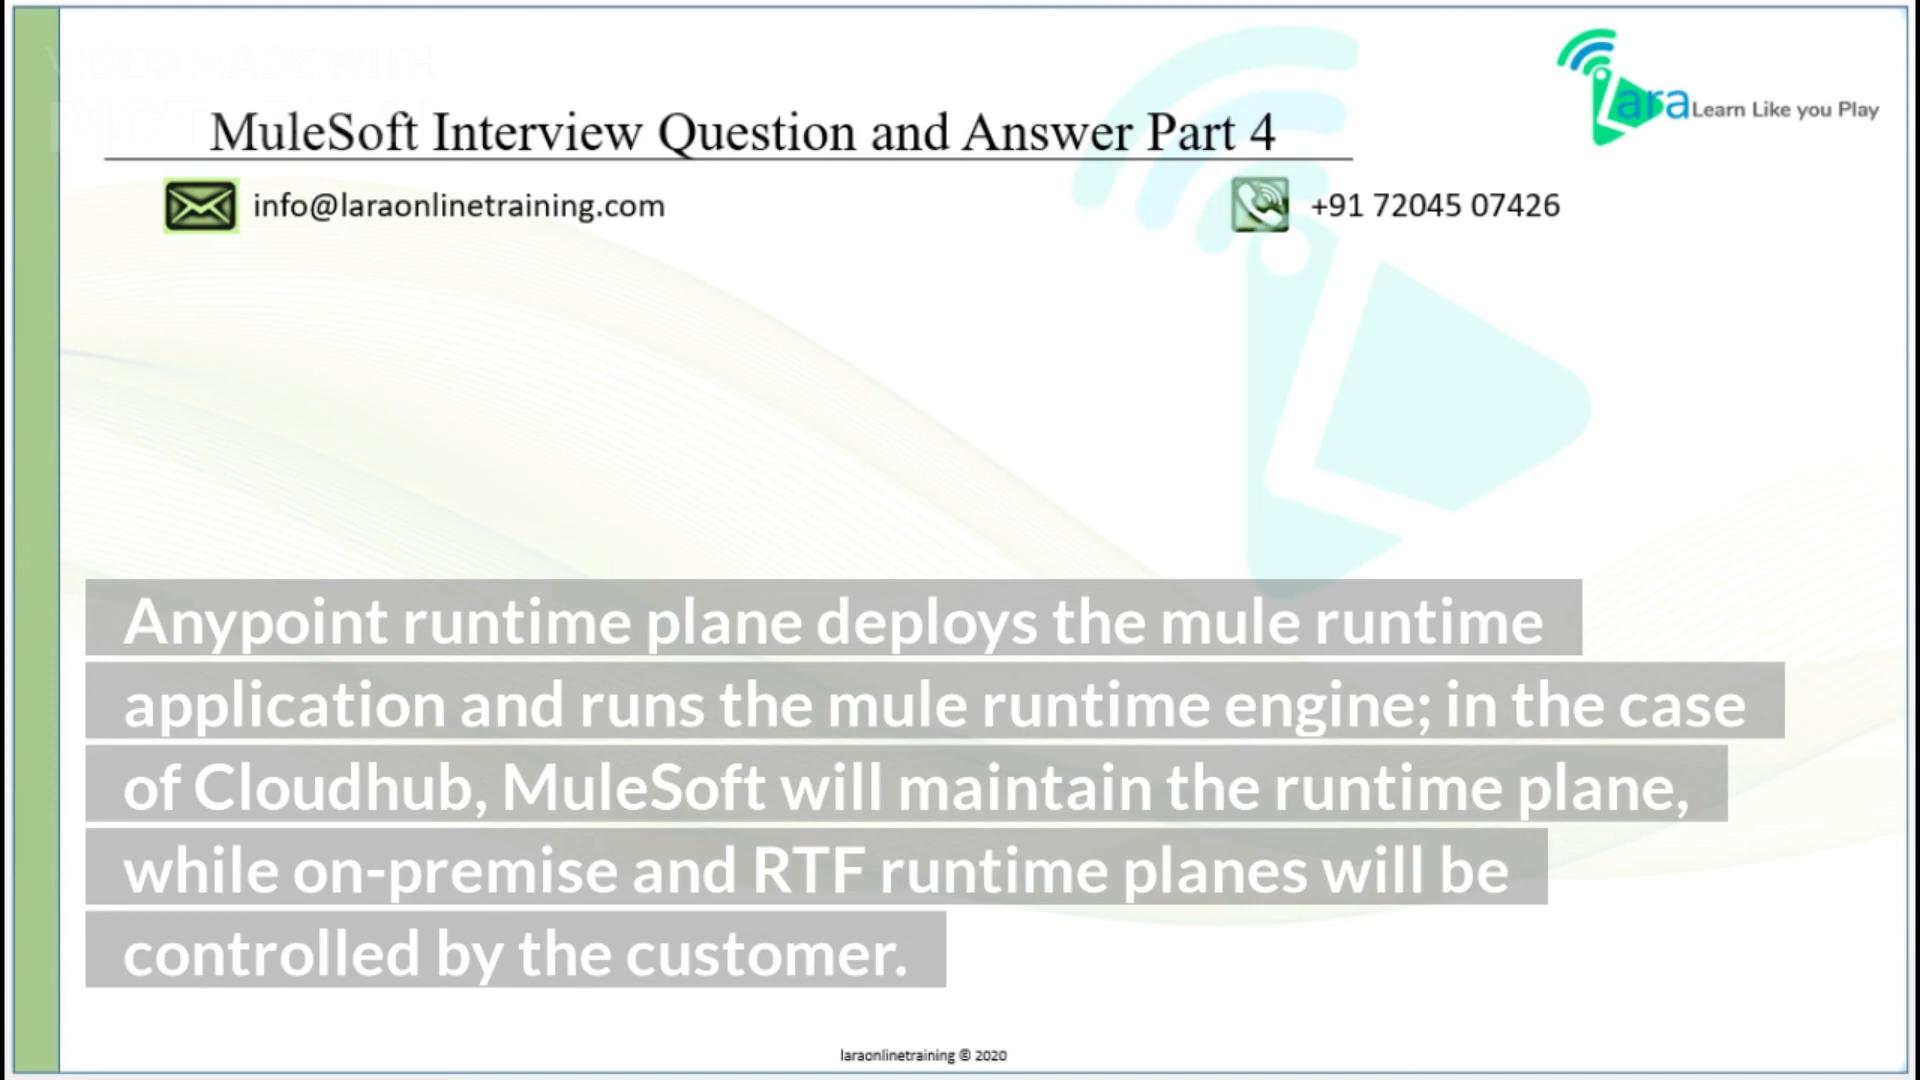 VIDEO MADE WITH
MuleSoft Interview Question and Answer Part 4
Lara Learn Like you Play
info@laraonlinetraining.com
+91 72045 07426
Anypoint runtime plane deploys the mule runtime
application and runs the mule runtime engine; in the case
of Cloudhub, MuleSoft will maintain the runtime plane,
while on-premise and RTF runtime planes will be
controlled by the customer.
laraonlinetraining © 2020